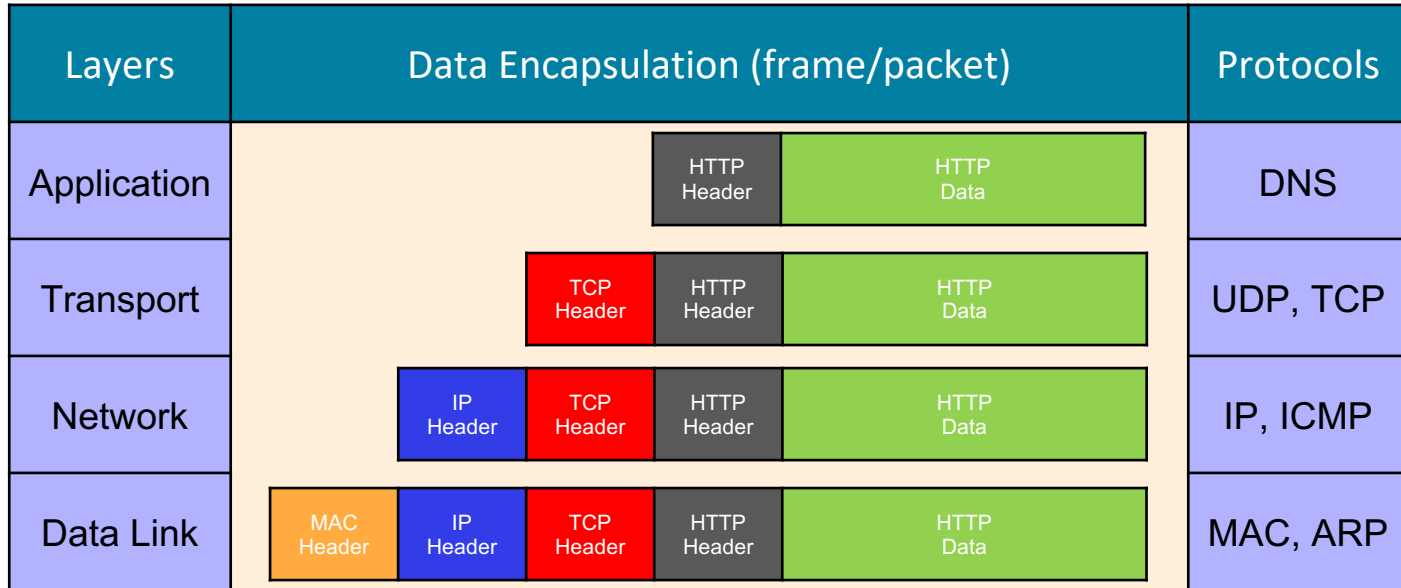 Layers
Data Encapsulation (frame/packet)
Protocols
Application
HTTP
Header
HTTP
Data
DNS
Transport
TCP
Header
HTTP
Header
HTTP
Data
UDP, TCP
Network
IP
Header
TCP
Header
HTTP
Header
HTTP
Data
IP, ICMP
Data Link
MAC
Header
IP
Header
TCP
Header
HTTP
Header
HTTP
Data
MAC, ARP